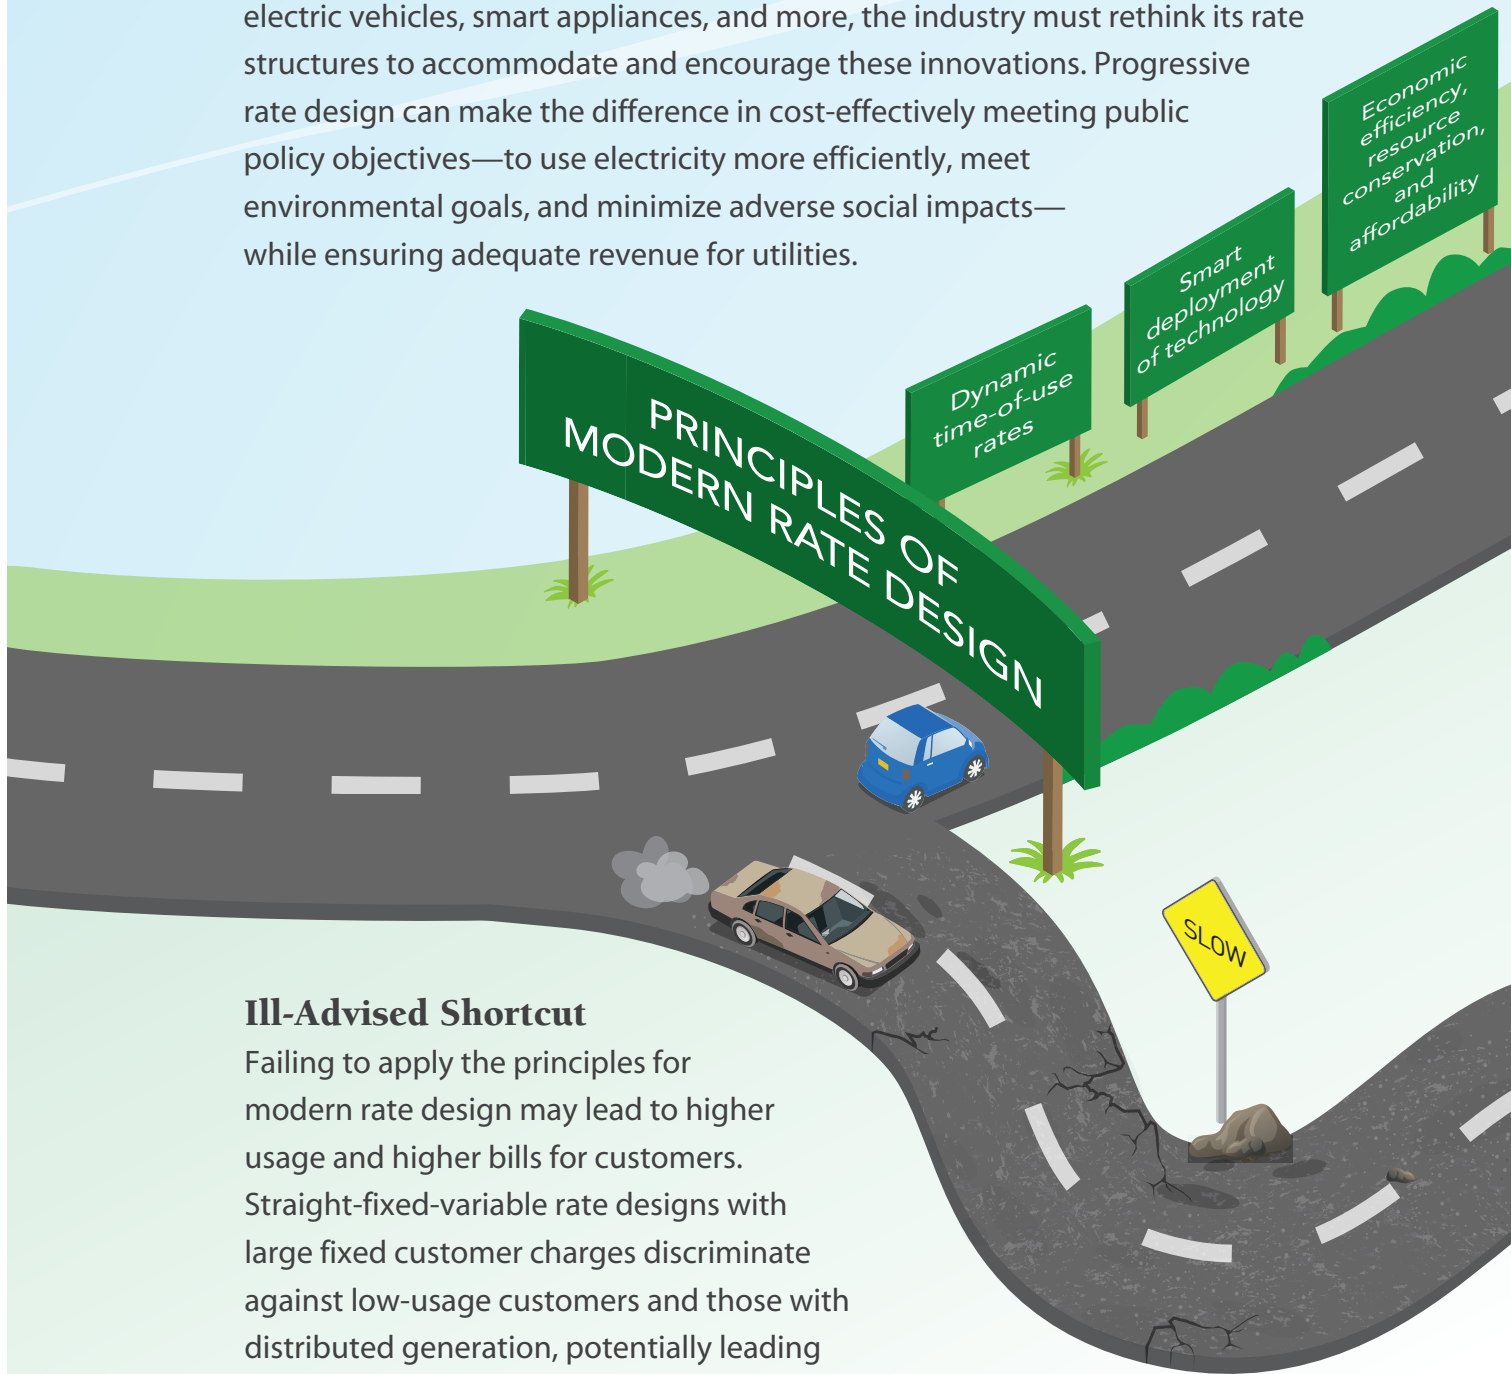 electric vehicles, smart appliances, and more, the industry must rethink its rate
structures to accommodate and encourage these innovations. Progressive
rate design can make the difference in cost-effectively meeting public
policy objectives—to use electricity more efficiently, meet
environmental goals, and minimize adverse social impacts—
while ensuring adequate revenue for utilities.
PRINCIPLES OF
MODERN RATE DESIGN
Dynamic
time-of-use
rates
Smart
deployment
of technology
Economic
efficiency,
resource
conservation,
and
affordability
SLOW
Ill-Advised Shortcut
Failing to apply the principles for
modern rate design may lead to higher
usage and higher bills for customers.
Straight-fixed-variable rate designs with
large fixed customer charges discriminate
against low-usage customers and those with
distributed generation, potentially leading